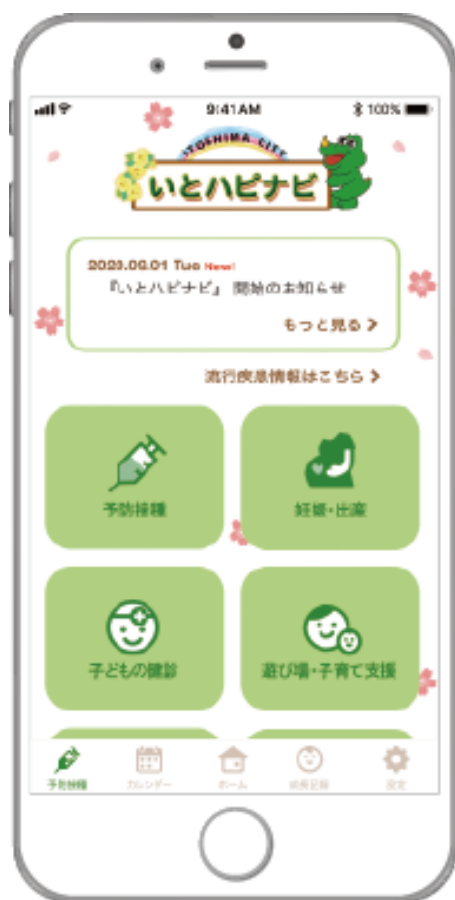 9:41AM
100%
ITOSHIMA-CITY
いとハピナビ
New!
『いとハピナビ』 開始のお知らせ
もっと見る
流行疾患情報はこちら
予防接種
妊娠・出産
子どもの健診
遊び場・子育て支援
予防接種
カレンダー
ホーム
成長記録
設定